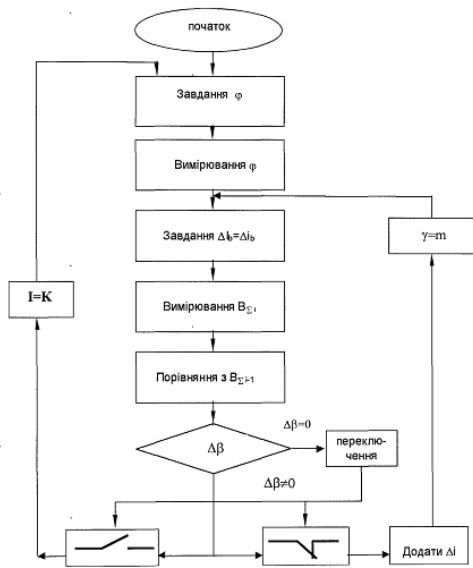 початок
Завдання φ
Вимірювання φ
Завдання ΔI_b=Δi_b
γ=m
I=K
Вимірювання B_Σi
Порівняння з B_Σi-1
Δβ=0
Δβ
переклю-
чення
Δβ≠0
Додати Δi